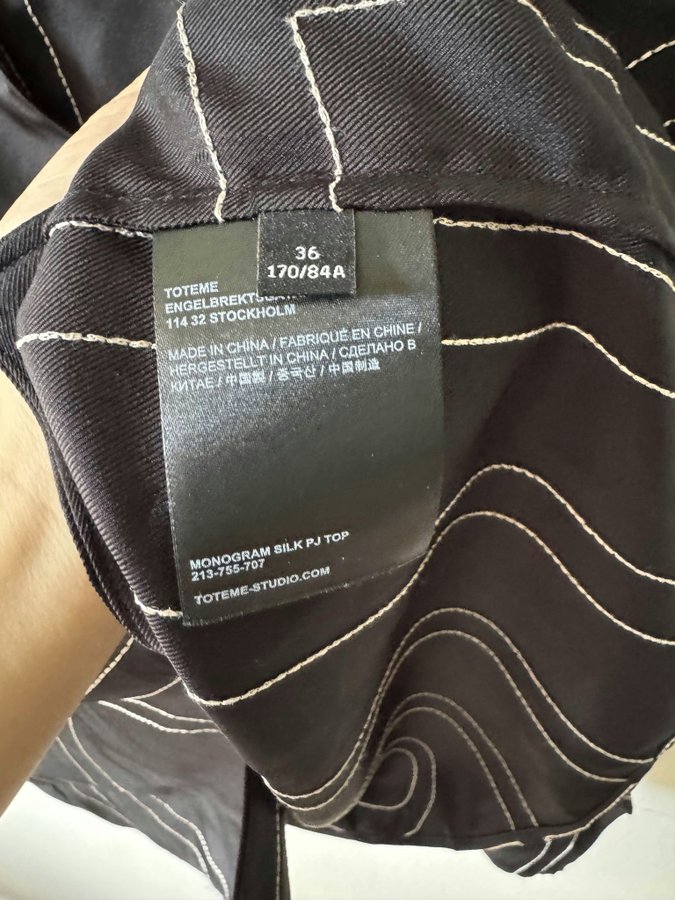 36
170/84A
TOTEME
114 32 STOCKHOLM
MADE IN CHINA / FABRIQUÉ EN CHINE /
HERGESTELLT IN CHINA / СДЕЛАНО В
КИТАЕ / 中国製 / 중국산 / 中国制造
MONOGRAM SILK PJ TOP
213-755-707
TOTEME-STUDIO.COM